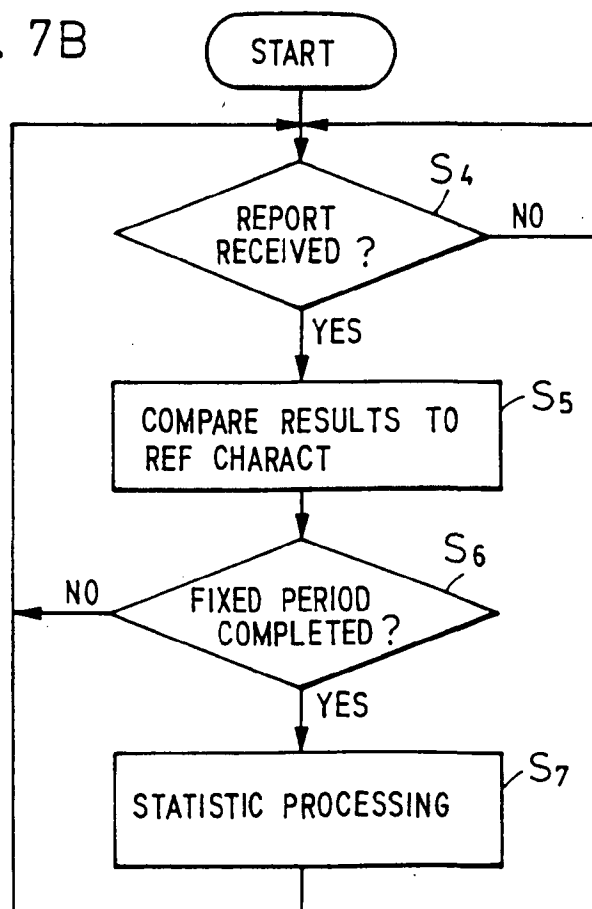 . 7B
START
S4
REPORT
RECEIVED ?
NO
YES
COMPARE RESULTS TO
REF CHARACT
S5
S6
NO
FIXED PERIOD
COMPLETED ?
YES
S7
STATISTIC PROCESSING